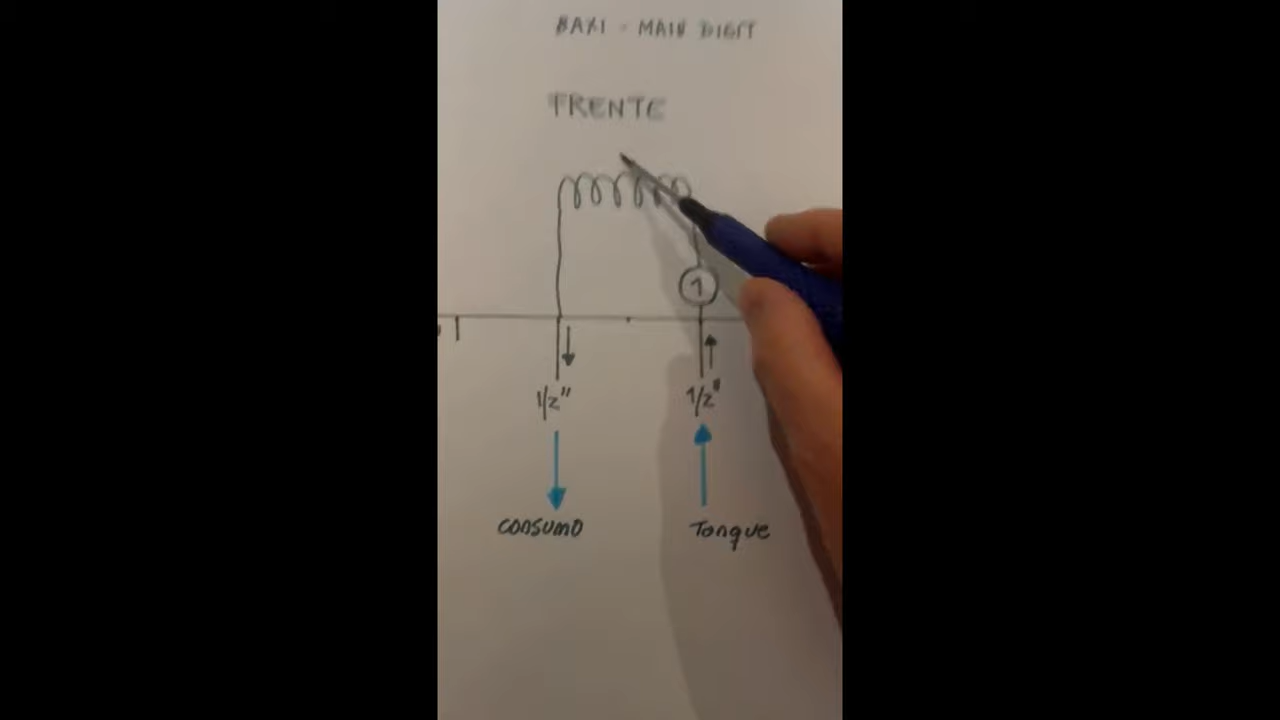 BAXI - MAIN DIGIT
FRENTE
1
1/2" 1/2"
CONSUMO Tanque